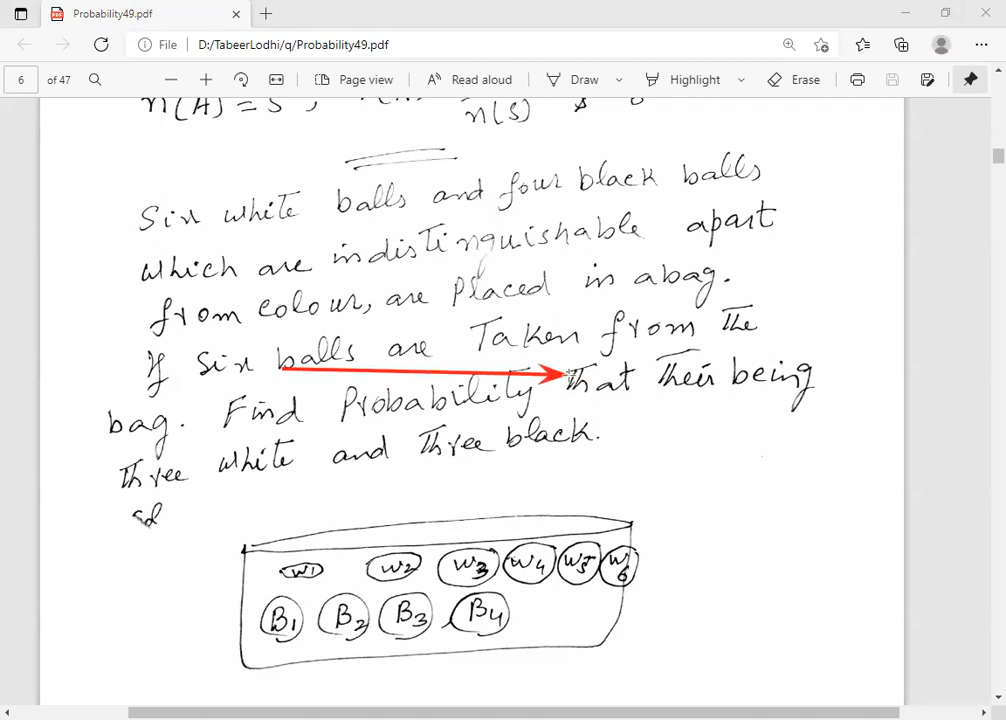 Probability49.pdf
File D:/TabeerLodhi/q/Probability49.pdf
6 of 47 Page view Read aloud Draw Highlight Erase
n(A) = 5 ,
n(S)
Six white balls and four black balls
which are indistinguishable apart
from colour, are Placed in a bag.
If Six balls are Taken from The
bag. Find Probability That Their being
Three white and Three black.
sol
W1 W2 W3 W4 W5 W6
B1 B2 B3 B4